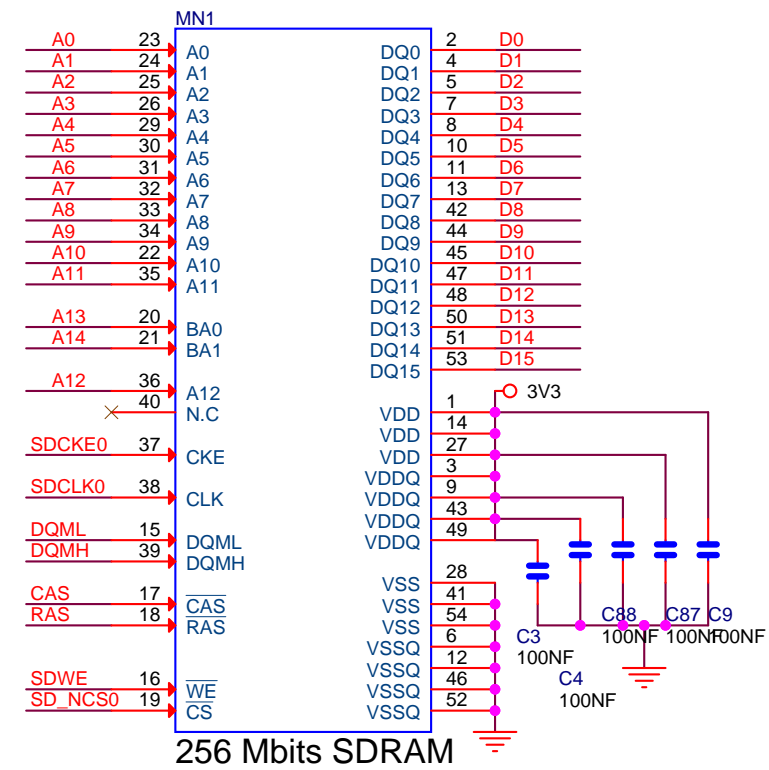 MN1
A0 23 A0 DQ0 2 D0
A1 24 A1 DQ1 4 D1
A2 25 A2 DQ2 5 D2
A3 26 A3 DQ3 7 D3
A4 29 A4 DQ4 8 D4
A5 30 A5 DQ5 10 D5
A6 31 A6 DQ6 11 D6
A7 32 A7 DQ7 13 D7
A8 33 A8 DQ8 42 D8
A9 34 A9 DQ9 44 D9
A10 22 A10 DQ10 45 D10
A11 35 A11 DQ11 47 D11
DQ12 48 D12
A13 20 BA0 DQ13 50 D13
A14 21 BA1 DQ14 51 D14
DQ15 53 D15
A12 36 A12 3V3
40 N.C VDD 1
VDD 14
SDCKE0 37 CKE VDD 27
VDDQ 3
SDCLK0 38 CLK VDDQ 9
VDDQ 43
DQML 15 DQML VDDQ 49
DQMH 39 DQMH
VSS 28
CAS 17 CAS VSS 41
RAS 18 RAS VSS 54
VSSQ 6
VSSQ 12
SDWE 16 WE VSSQ 46
SD_NCS0 19 CS VSSQ 52
C88 C87 C9
C3 100NF 100NF 100NF
100NF
C4
100NF
256 Mbits SDRAM